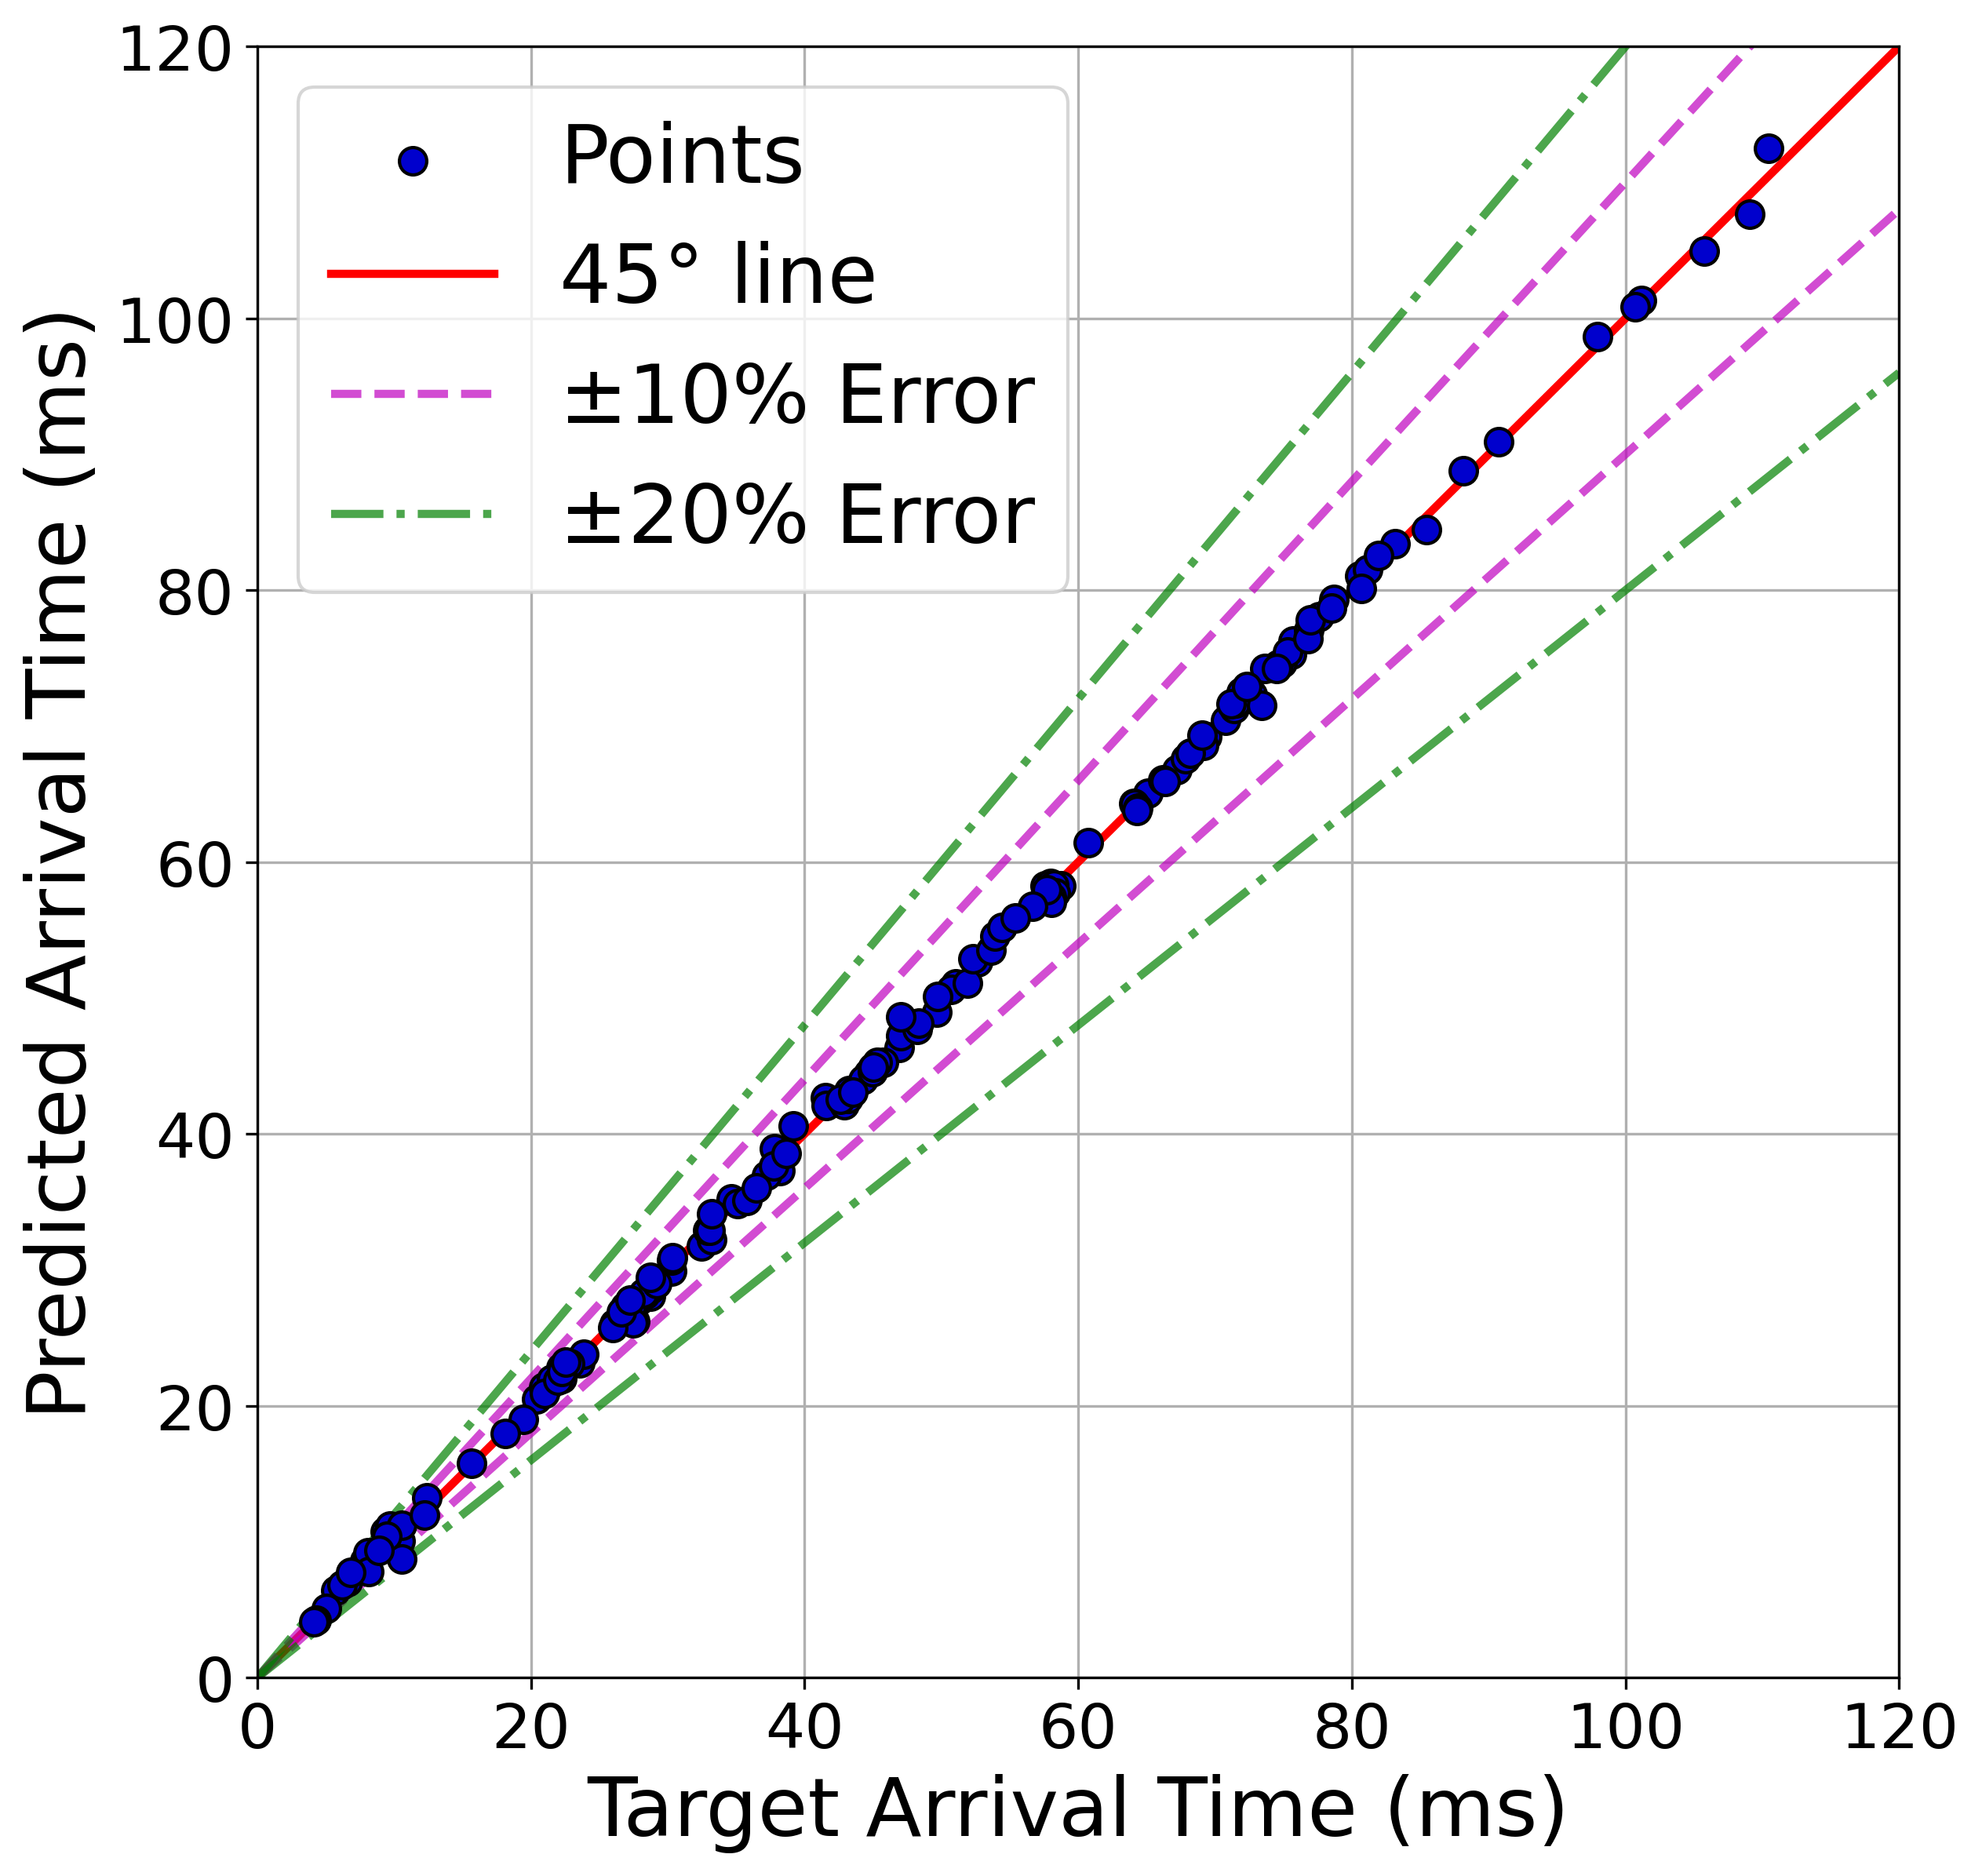 Points
45° line
±10% Error
±20% Error
Predicted Arrival Time (ms)
120
100
80
60
40
20
0
0 20 40 60 80 100 120
Target Arrival Time (ms)